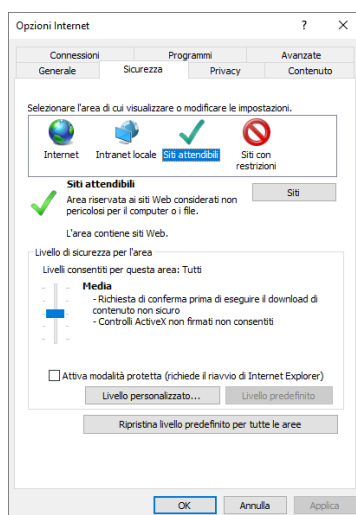 Opzioni Internet
?
X
Connessioni
Programmi
Avanzate
Generale
Sicurezza
Privacy
Contenuto
Selezionare l'area di cui visualizzare o modificare le impostazioni.
Internet
Intranet locale
Siti attendibili
Siti con
restrizioni
Siti attendibili
Siti
Area riservata ai siti Web considerati non
pericolosi per il computer o i file.
L'area contiene siti Web.
Livello di sicurezza per l'area
Livelli consentiti per questa area: Tutti
Media
- Richiesta di conferma prima di eseguire il download di
contenuto non sicuro
- Controlli ActiveX non firmati non consentiti
Attiva modalità protetta (richiede il riavvio di Internet Explorer)
Livello personalizzato...
Livello predefinito
Ripristina livello predefinito per tutte le aree
OK
Annulla
Applica